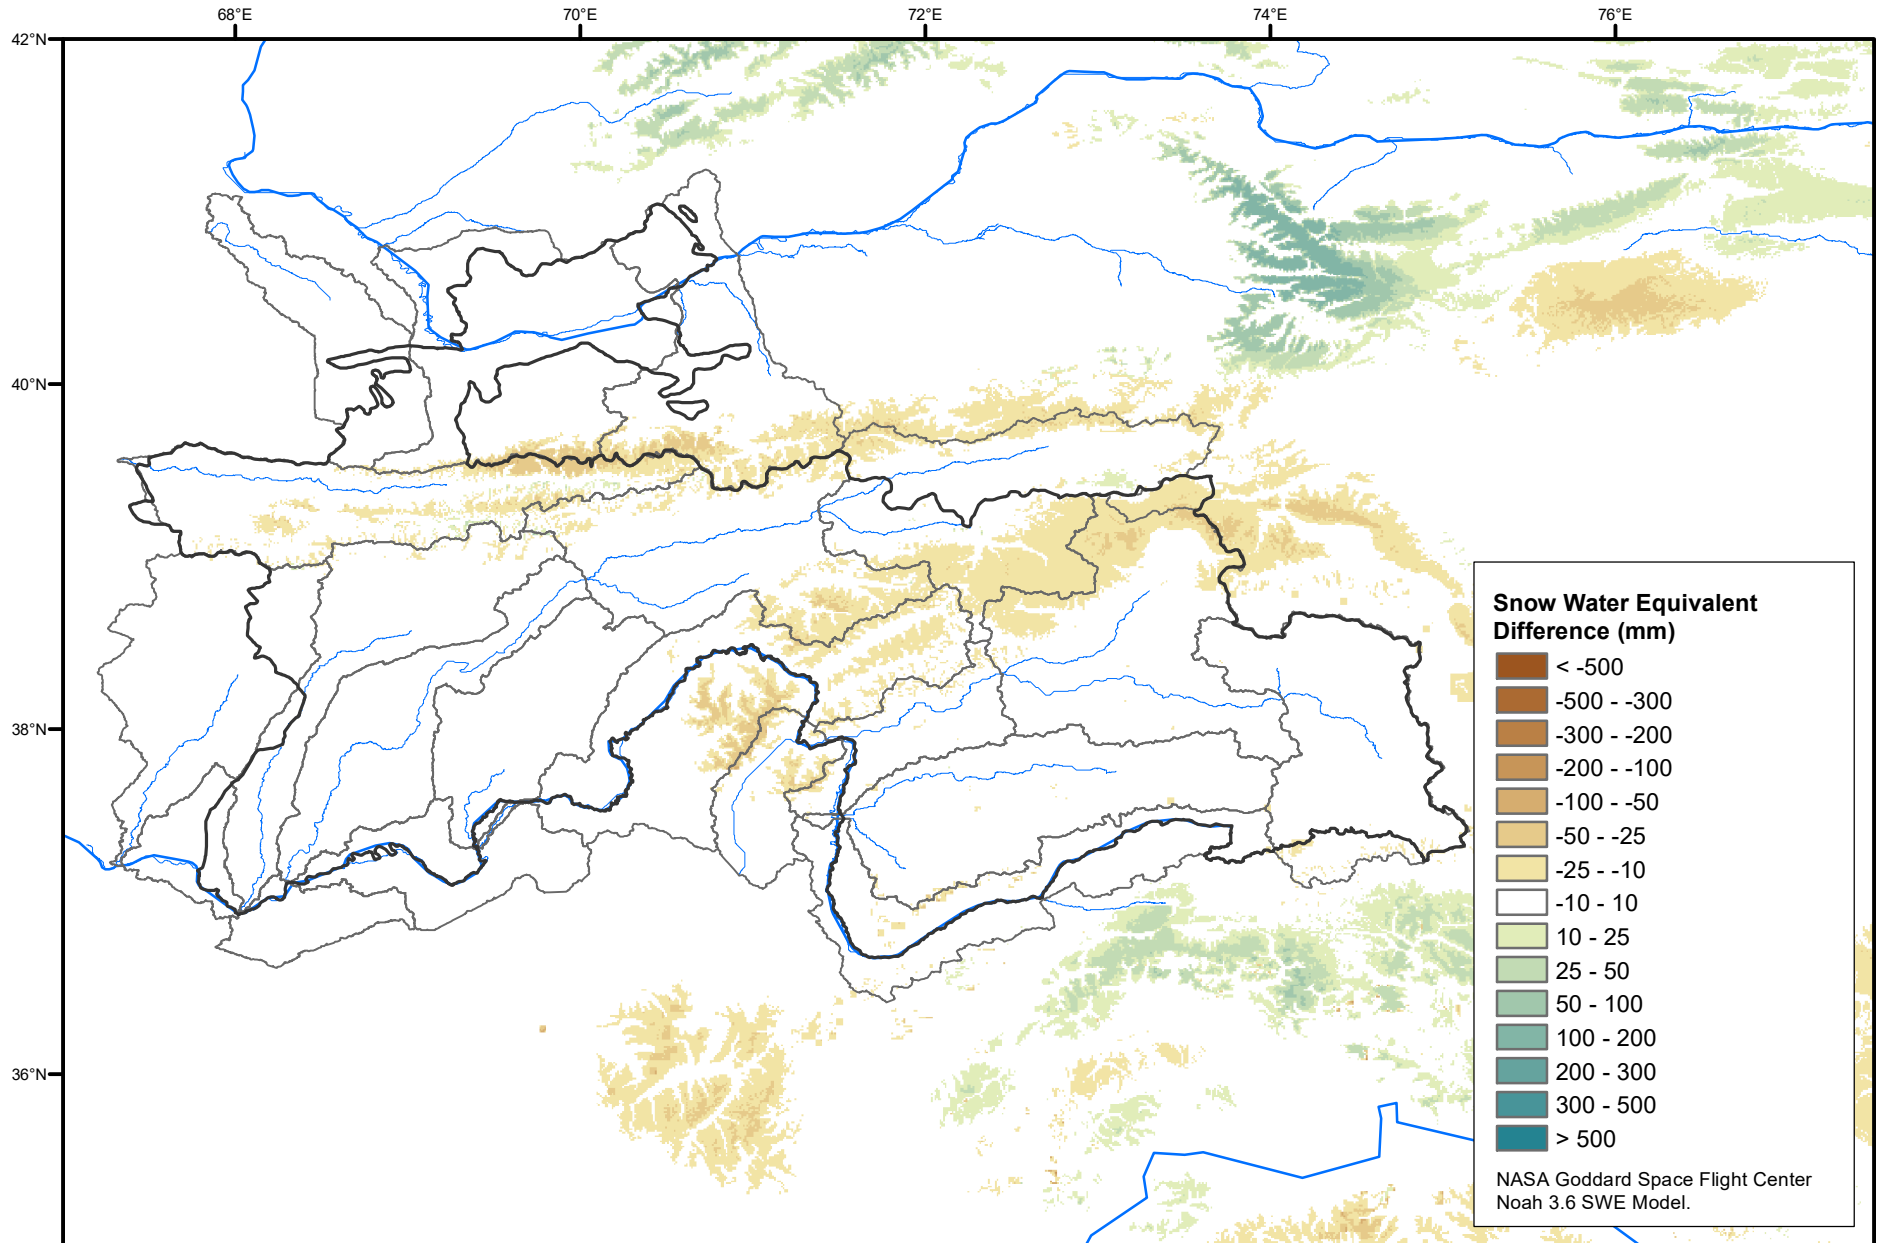 68°E
70°E
72°E
74°E
76°E
42°N
40°N
38°N
36°N
Snow Water Equivalent
Difference (mm)
< -500
-500 - -300
-300 - -200
-200 - -100
-100 - -50
-50 - -25
-25 - -10
-10 - 10
10 - 25
25 - 50
50 - 100
100 - 200
200 - 300
300 - 500
> 500
NASA Goddard Space Flight Center
Noah 3.6 SWE Model.